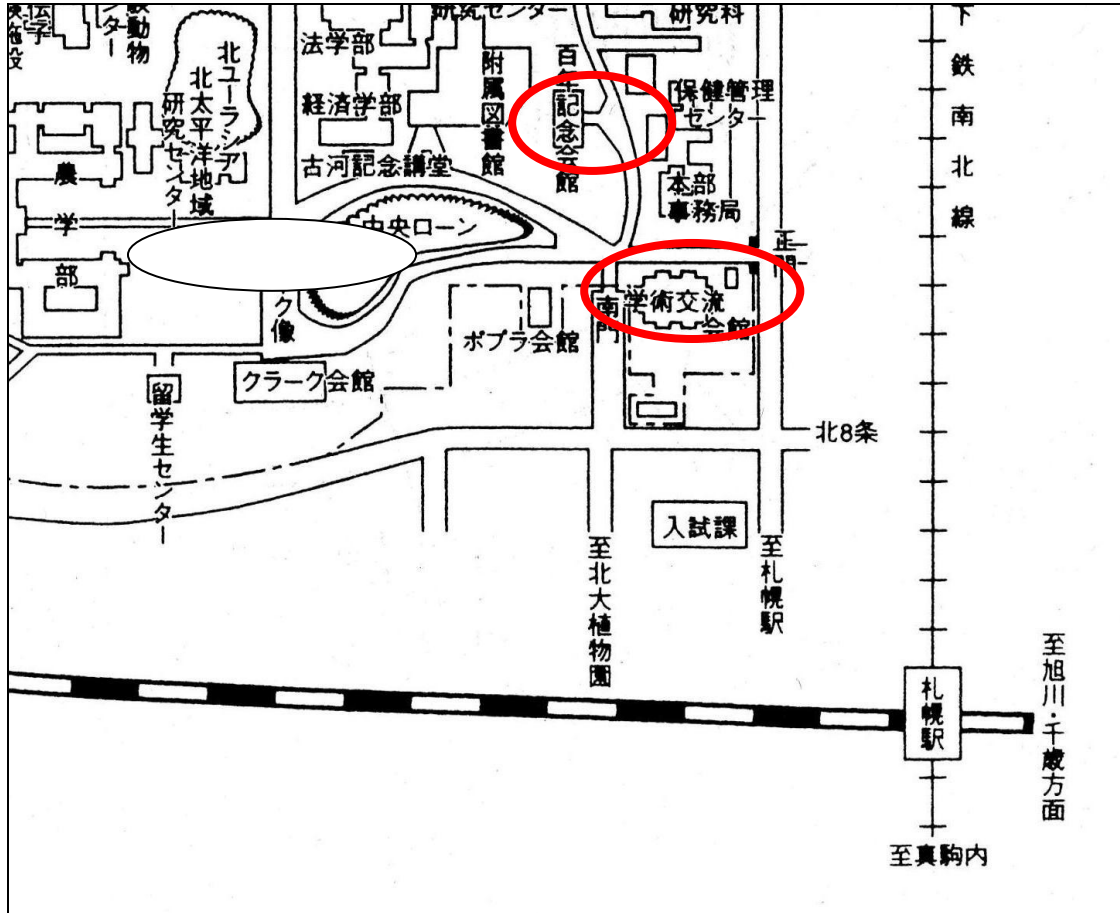 研究センター
研究科
法学部
経済学部
古河記念講堂
附属図書館
百年記念会館
保健管理
センター
本部
事務局
北ユーラシア
北太平洋地域
研究センター
農学部
中央ローン
正門
学術交流
会館
南門
ポプラ会館
ク像
クラーク会館
留学生センター
北8条
入試課
至北大植物園
至札幌駅
下鉄南北線
札幌駅
至旭川・千歳方面
至真駒内